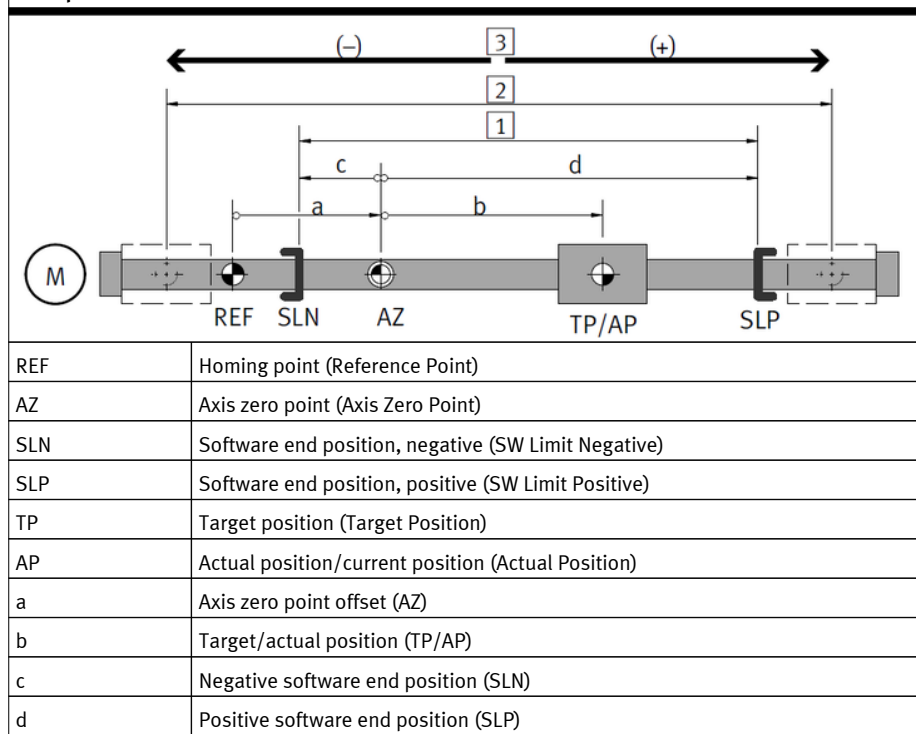 (–) 3 (+)
2
1
c d
a b
M
REF SLN AZ TP/AP SLP
REF Homing point (Reference Point)
AZ Axis zero point (Axis Zero Point)
SLN Software end position, negative (SW Limit Negative)
SLP Software end position, positive (SW Limit Positive)
TP Target position (Target Position)
AP Actual position/current position (Actual Position)
a Axis zero point offset (AZ)
b Target/actual position (TP/AP)
c Negative software end position (SLN)
d Positive software end position (SLP)